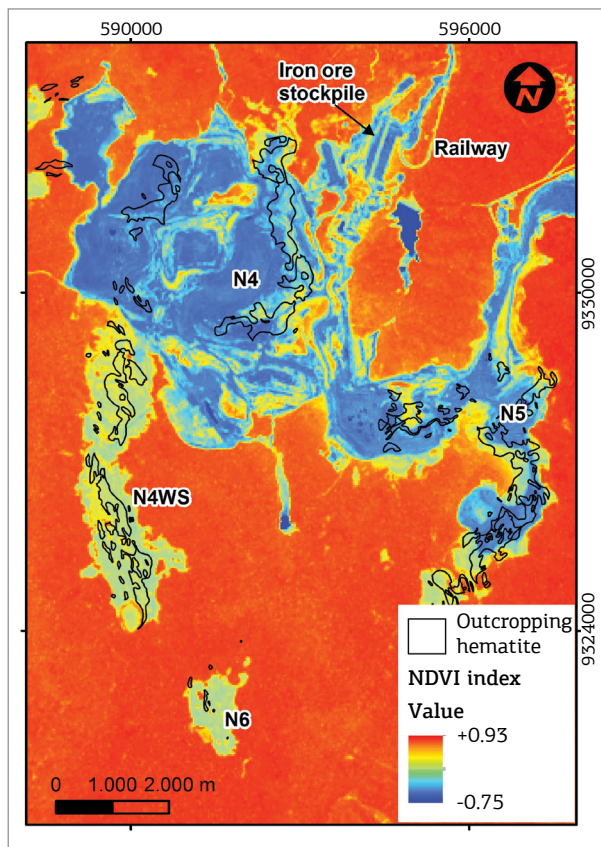 590000
596000
Iron ore
stockpile
N
Railway
N4
9330000
N5
N4WS
9324000
N6
Outcropping
hematite
NDVI index
Value
+0.93
-0.75
0 1.000 2.000 m